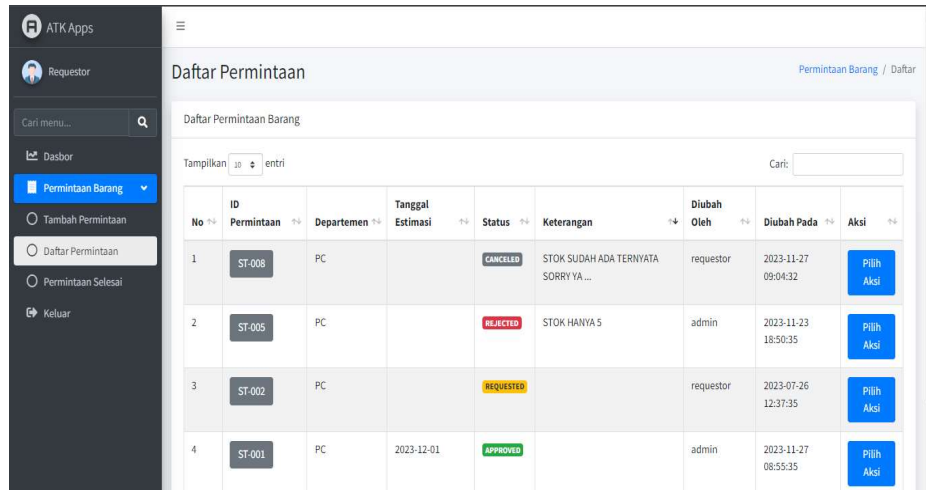 ATK Apps
Requestor
Cari menu...
Dasbor
Permintaan Barang
Tambah Permintaan
Daftar Permintaan
Permintaan Selesai
Keluar
Daftar Permintaan
Permintaan Barang / Daftar
Daftar Permintaan Barang
Tampilkan 10 entri
Cari:
No ID Permintaan Departemen Tanggal Estimasi Status Keterangan Diubah Oleh Diubah Pada Aksi
1 ST-008 PC CANCELED STOK SUDAH ADA TERNYATA SORRY YA ... requestor 2023-11-27 09:04:32 Pilih Aksi
2 ST-005 PC REJECTED STOK HANYA 5 admin 2023-11-23 18:50:35 Pilih Aksi
3 ST-002 PC REQUESTED requestor 2023-07-26 12:37:35 Pilih Aksi
4 ST-001 PC 2023-12-01 APPROVED admin 2023-11-27 08:55:35 Pilih Aksi